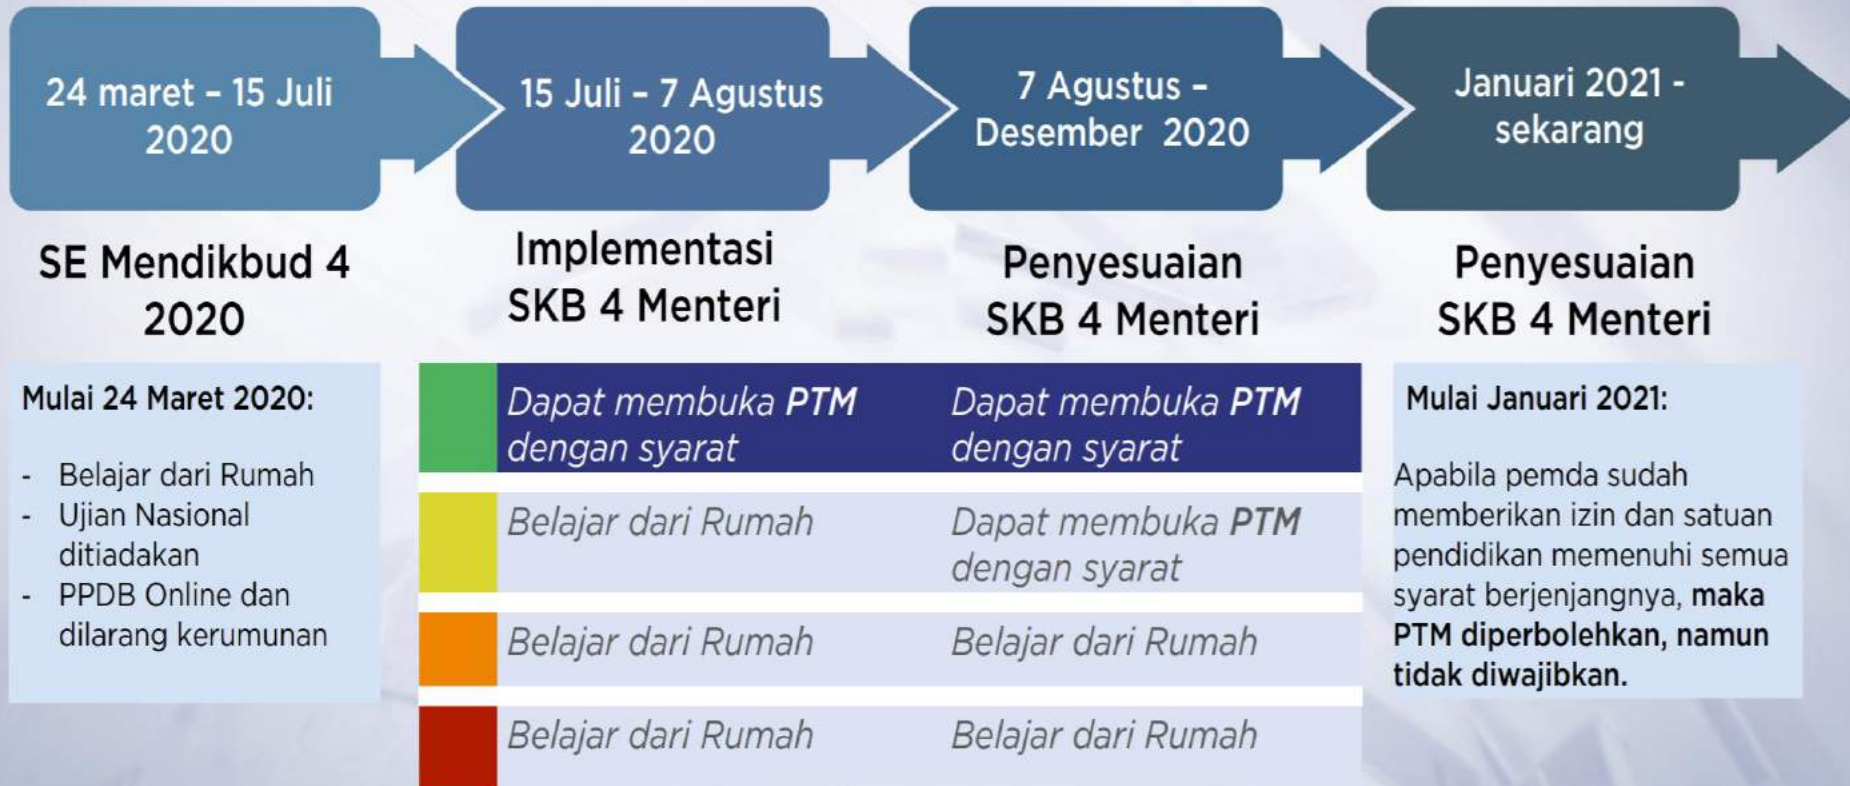 24 maret – 15 Juli
2020
15 Juli – 7 Agustus
2020
7 Agustus –
Desember 2020
Januari 2021 -
sekarang
SE Mendikbud 4
2020
Implementasi
SKB 4 Menteri
Penyesuaian
SKB 4 Menteri
Penyesuaian
SKB 4 Menteri
Mulai 24 Maret 2020:
- Belajar dari Rumah
- Ujian Nasional
ditiadakan
- PPDB Online dan
dilarang kerumunan
Dapat membuka PTM
dengan syarat
Dapat membuka PTM
dengan syarat
Belajar dari Rumah
Dapat membuka PTM
dengan syarat
Belajar dari Rumah
Belajar dari Rumah
Belajar dari Rumah
Belajar dari Rumah
Mulai Januari 2021:
Apabila pemda sudah
memberikan izin dan satuan
pendidikan memenuhi semua
syarat berjenjangnya, maka
PTM diperbolehkan, namun
tidak diwajibkan.